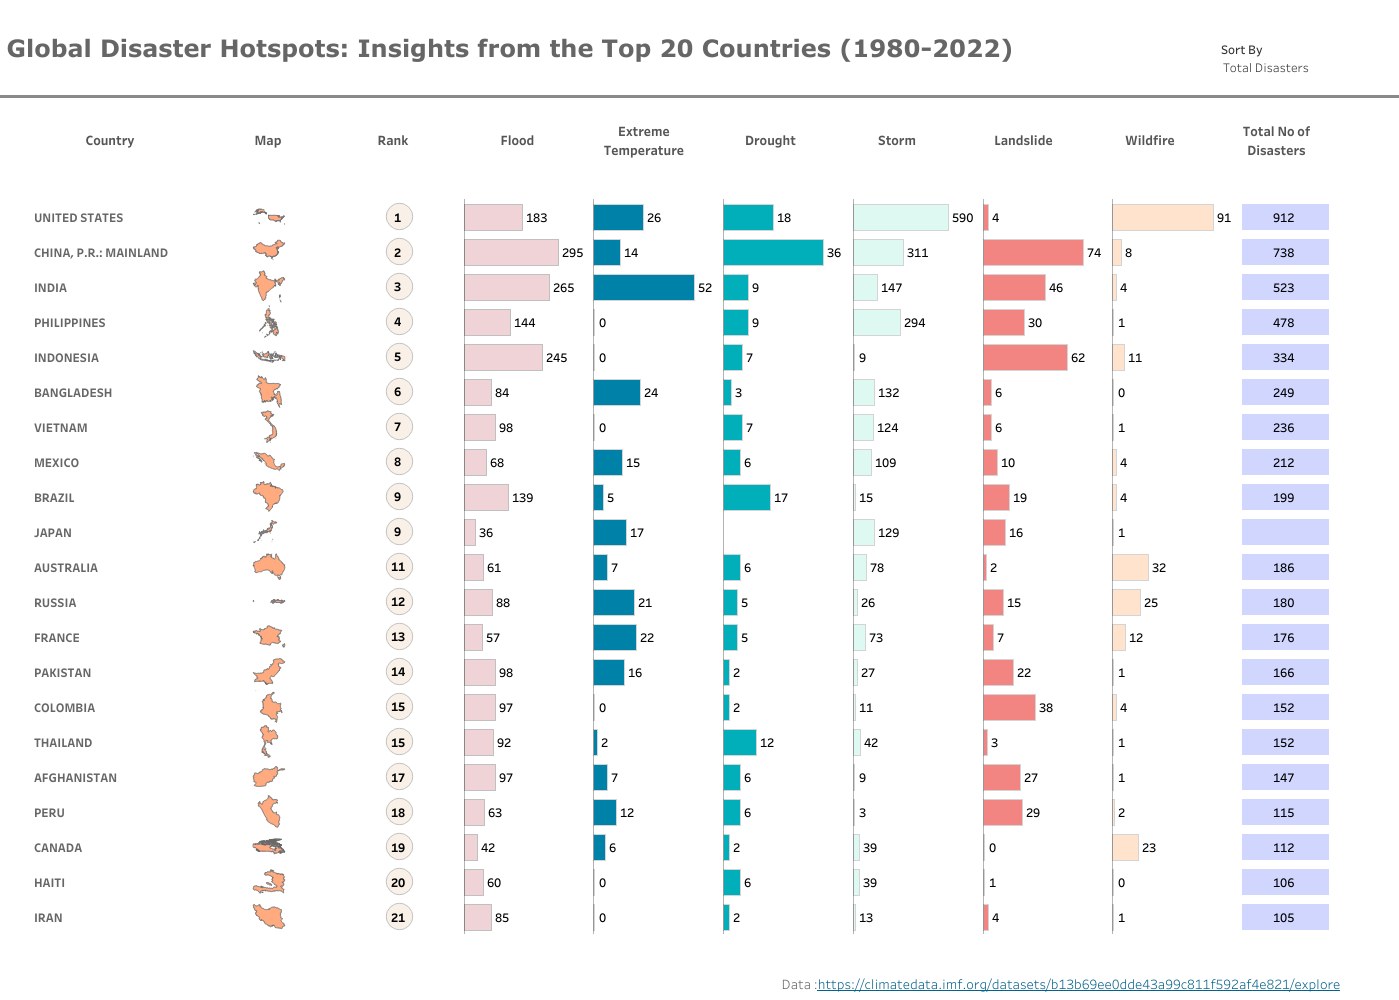 Global Disaster Hotspots: Insights from the Top 20 Countries (1980-2022)
Sort By
Total Disasters
Country Map Rank Flood Extreme Temperature Drought Storm Landslide Wildfire Total No of Disasters
UNITED STATES 1 183 26 18 590 4 91 912
CHINA, P.R.: MAINLAND 2 295 14 36 311 74 8 738
INDIA 3 265 52 9 147 46 4 523
PHILIPPINES 4 144 0 9 294 30 1 478
INDONESIA 5 245 0 7 9 62 11 334
BANGLADESH 6 84 24 3 132 6 0 249
VIETNAM 7 98 0 7 124 6 1 236
MEXICO 8 68 15 6 109 10 4 212
BRAZIL 9 139 5 17 15 19 4 199
JAPAN 9 36 17 129 16 1
AUSTRALIA 11 61 7 6 78 2 32 186
RUSSIA 12 88 21 5 26 15 25 180
FRANCE 13 57 22 5 73 7 12 176
PAKISTAN 14 98 16 2 27 22 1 166
COLOMBIA 15 97 0 2 11 38 4 152
THAILAND 15 92 2 12 42 3 1 152
AFGHANISTAN 17 97 7 6 9 27 1 147
PERU 18 63 12 6 3 29 2 115
CANADA 19 42 6 2 39 0 23 112
HAITI 20 60 0 6 39 1 0 106
IRAN 21 85 0 2 13 4 1 105
Data :https://climatedata.imf.org/datasets/b13b69ee0dde43a99c811f592af4e821/explore